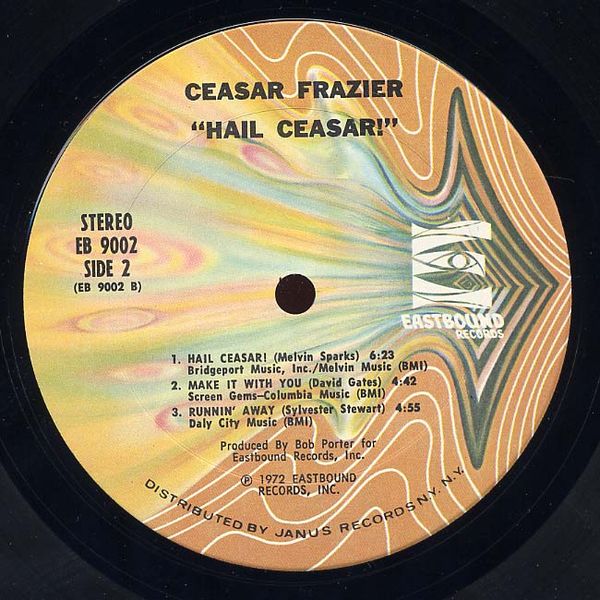 CEASAR FRAZIER
“HAIL CEASAR!”
STEREO
EB 9002
SIDE 2
(EB 9002 B)
EASTBOUND
RECORDS
1. HAIL CEASAR! (Melvin Sparks) 6:23
Bridgeport Music, Inc./Melvin Music (BMI)
2. MAKE IT WITH YOU (David Gates) 4:42
Screen Gems–Columbia Music (BMI)
3. RUNNIN’ AWAY (Sylvester Stewart) 4:55
Daly City Music (BMI)
Produced By Bob Porter for
Eastbound Records, Inc.
℗ 1972 EASTBOUND
RECORDS, INC.
DISTRIBUTED BY JANUS RECORDS N.Y. N.Y.